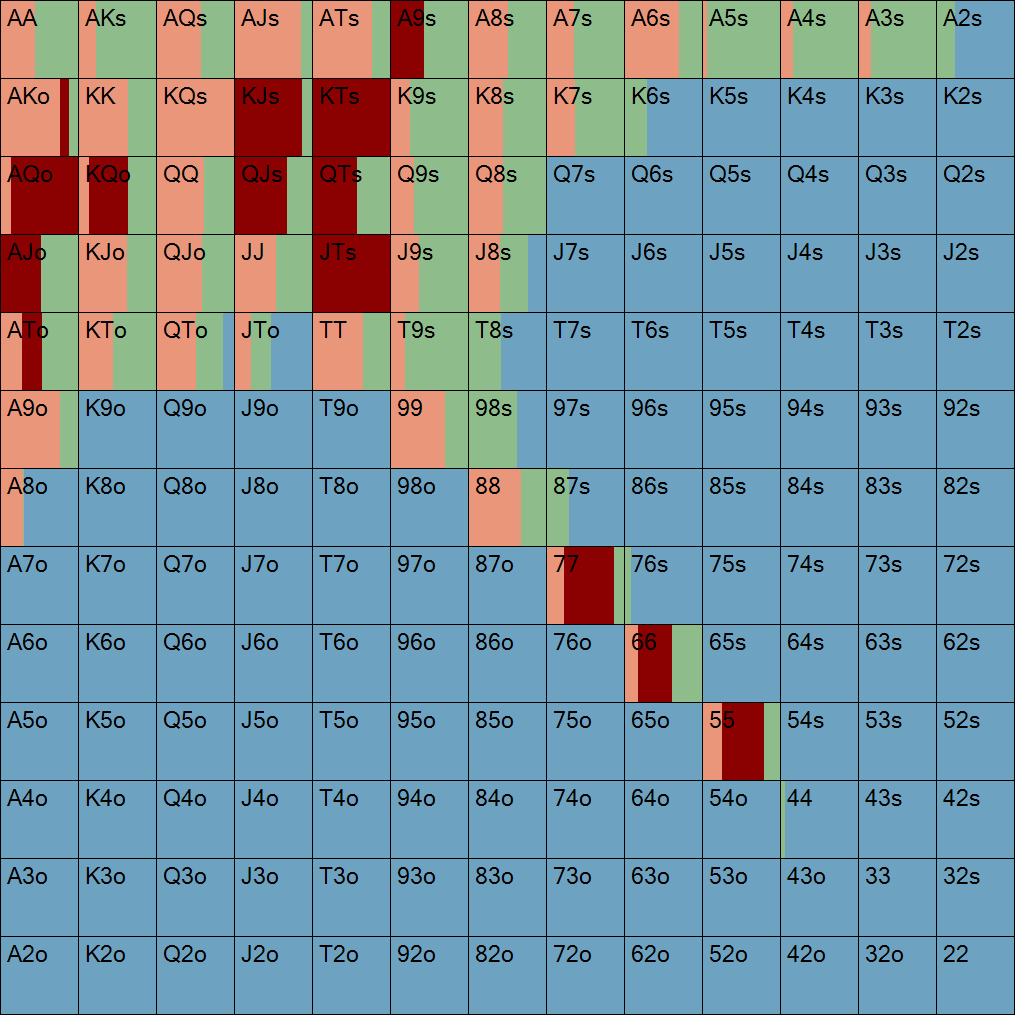 AA AKs AQs AJs ATs A9s A8s A7s A6s A5s A4s A3s A2s
AKo KK KQs KJs KTs K9s K8s K7s K6s K5s K4s K3s K2s
AQo KQo QQ QJs QTs Q9s Q8s Q7s Q6s Q5s Q4s Q3s Q2s
AJo KJo QJo JJ JTs J9s J8s J7s J6s J5s J4s J3s J2s
ATo KTo QTo JTo TT T9s T8s T7s T6s T5s T4s T3s T2s
A9o K9o Q9o J9o T9o 99 98s 97s 96s 95s 94s 93s 92s
A8o K8o Q8o J8o T8o 98o 88 87s 86s 85s 84s 83s 82s
A7o K7o Q7o J7o T7o 97o 87o 77 76s 75s 74s 73s 72s
A6o K6o Q6o J6o T6o 96o 86o 76o 66 65s 64s 63s 62s
A5o K5o Q5o J5o T5o 95o 85o 75o 65o 55 54s 53s 52s
A4o K4o Q4o J4o T4o 94o 84o 74o 64o 54o 44 43s 42s
A3o K3o Q3o J3o T3o 93o 83o 73o 63o 53o 43o 33 32s
A2o K2o Q2o J2o T2o 92o 82o 72o 62o 52o 42o 32o 22